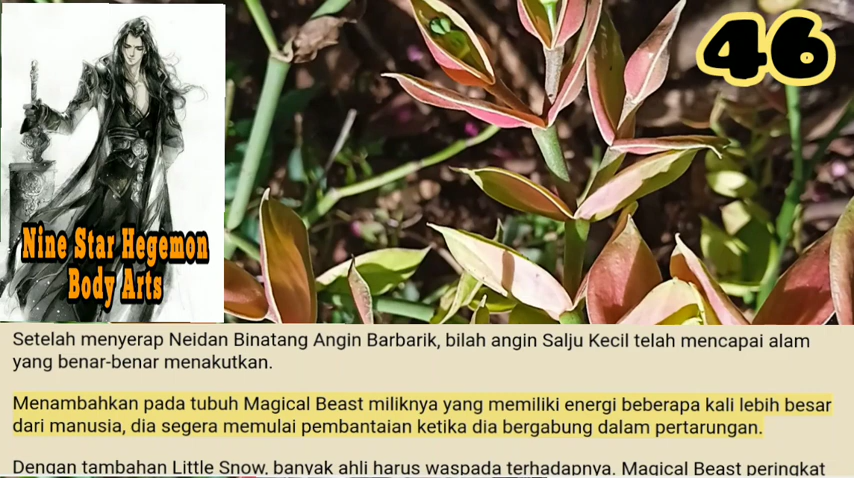 46
Nine Star Hegemon
Body Arts
Setelah menyerap Neidan Binatang Angin Barbarik, bilah angin Salju Kecil telah mencapai alam
yang benar-benar menakutkan.
Menambahkan pada tubuh Magical Beast miliknya yang memiliki energi beberapa kali lebih besar
dari manusia, dia segera memulai pembantaian ketika dia bergabung dalam pertarungan.
Dengan tambahan Little Snow, banyak ahli harus waspada terhadapnya. Magical Beast peringkat